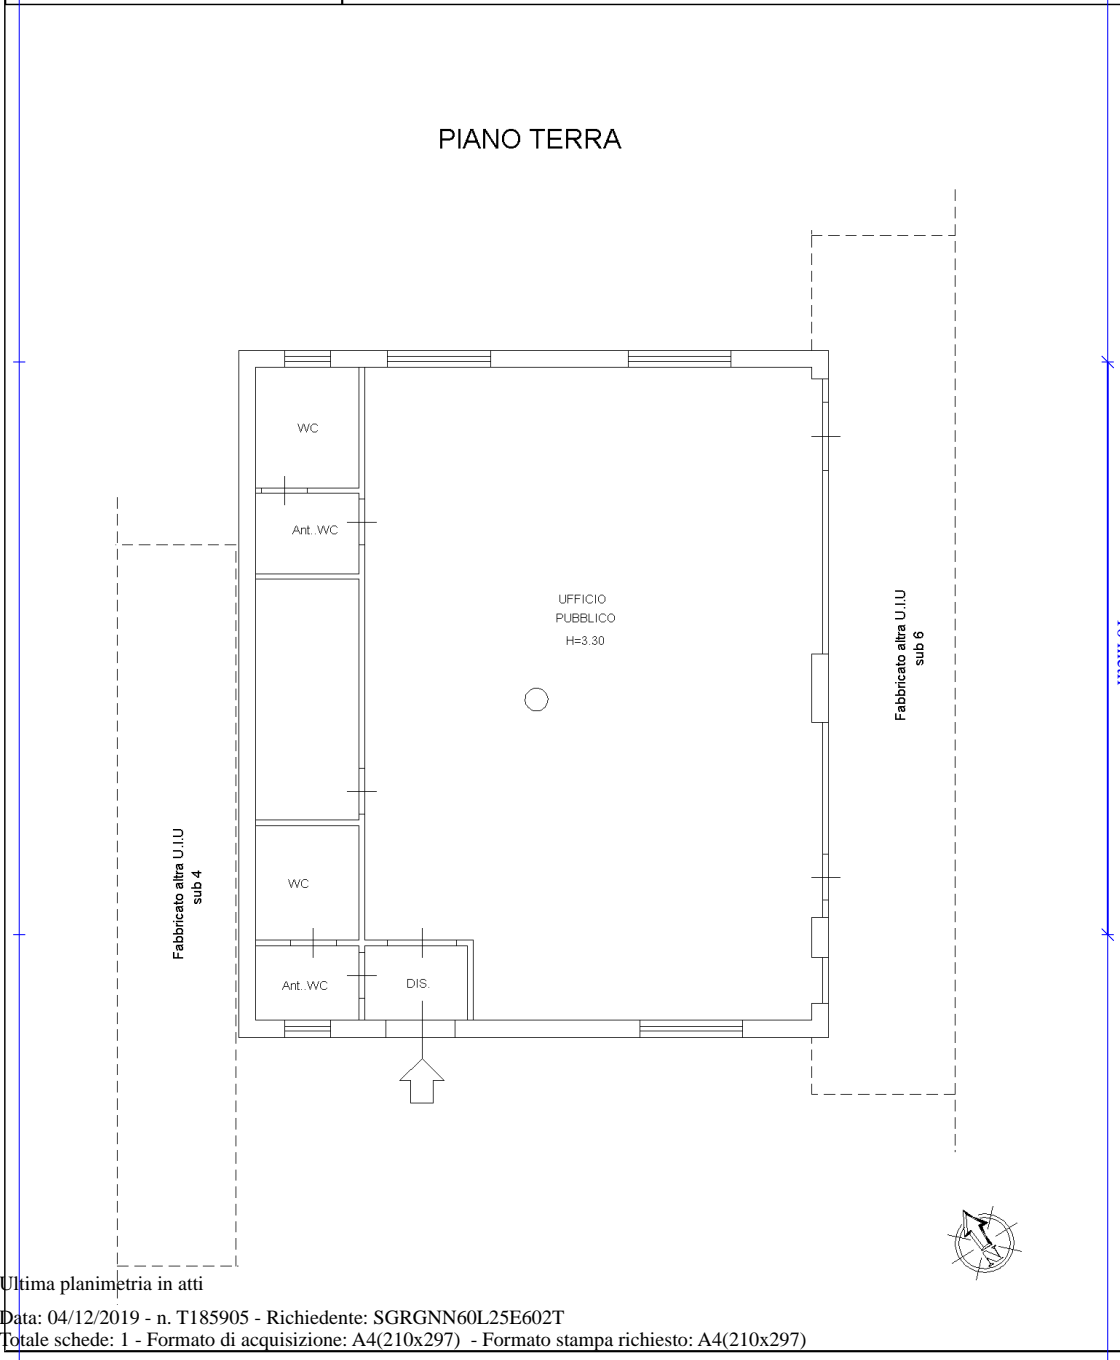 PIANO TERRA
WC
Ant..WC
UFFICIO
PUBBLICO
H=3.30
Fabbricato altra U.I.U
sub 6
Fabbricato altra U.I.U
sub 4
WC
Ant..WC
DIS.
N
Ultima planimetria in atti
Data: 04/12/2019 - n. T185905 - Richiedente: SGRGNN60L25E602T
Totale schede: 1 - Formato di acquisizione: A4(210x297) - Formato stampa richiesto: A4(210x297)